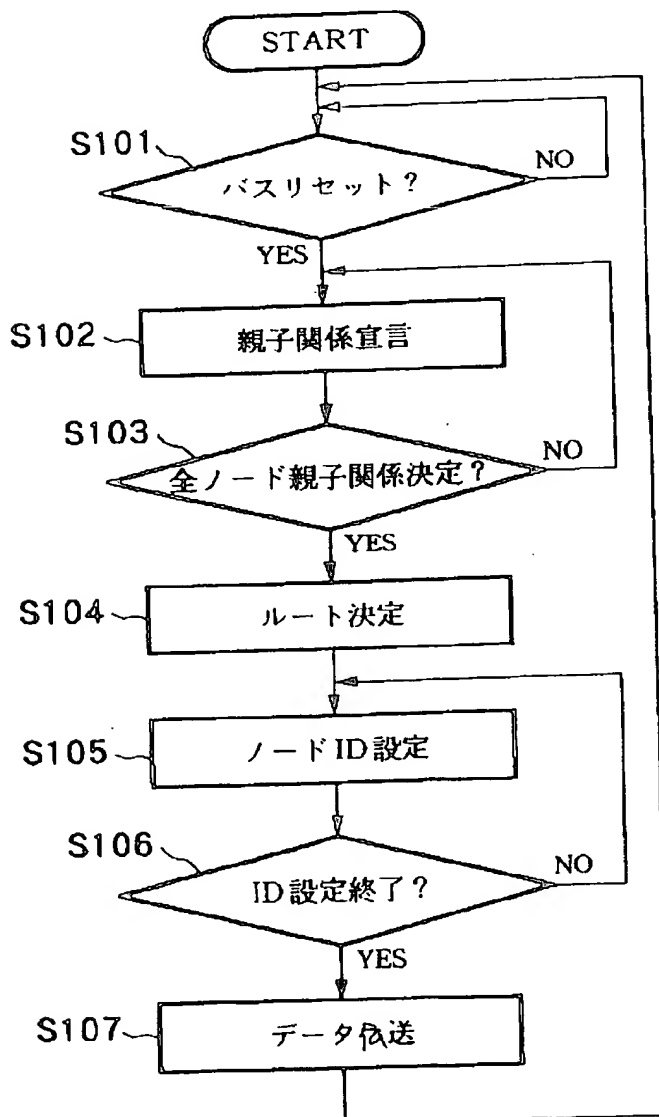 START
S101
バスリセット?
NO
YES
S102
親子関係宣言
S103
全ノード親子関係決定?
NO
YES
S104
ルート決定
S105
ノードID設定
S106
ID設定終了?
NO
YES
S107
データ伝送